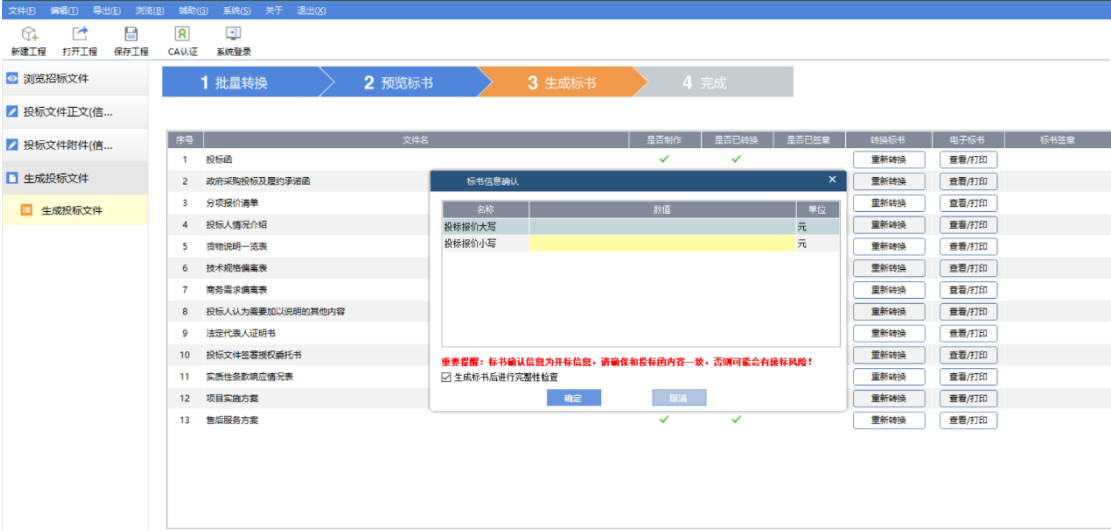 文件(F) 编辑(T) 导出(E) 浏览(B) 辅助(G) 系统(S) 关于 退出(X)
新建工程 打开工程 保存工程 CA认证 系统登录
浏览招标文件
投标文件正文(信...
投标文件附件(信...
生成投标文件
生成投标文件
1 批量转换 2 预览标书 3 生成标书 4 完成
序号 文件名 是否制作 是否已转换 是否已签章 转换标书 电子标书 标书签章
1 投标函 重新转换 查看/打印
2 政府采购投标及履约承诺函 重新转换 查看/打印
3 分项报价清单 重新转换 查看/打印
4 投标人情况介绍 重新转换 查看/打印
5 货物说明一览表 重新转换 查看/打印
6 技术规格偏离表 重新转换 查看/打印
7 商务需求偏离表 重新转换 查看/打印
8 投标人认为需要加以说明的其他内容 重新转换 查看/打印
9 法定代表人证明书 重新转换 查看/打印
10 投标文件签署授权委托书 重新转换 查看/打印
11 实质性条款响应情况表 重新转换 查看/打印
12 项目实施方案 重新转换 查看/打印
13 售后服务方案 重新转换 查看/打印
标书信息确认
名称 数值 单位
投标报价大写 元
投标报价小写 元
重要提醒：标书确认信息为开标信息，请确保和投标函内容一致，否则可能会有废标风险！
生成标书后进行完整性检查
确定 取消